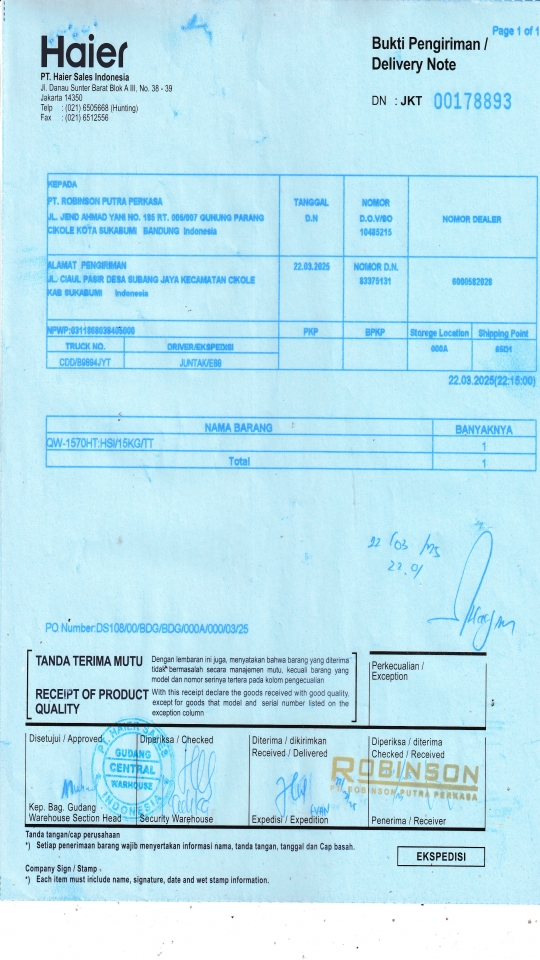 Page 1 of 1
Haier
Bukti Pengiriman /
Delivery Note
PT. Haier Sales Indonesia
Jl. Danau Sunter Barat Blok A III, No. 38 - 39
Jakarta 14350
Telp : (021) 6505668 (Hunting)
Fax : (021) 6512556
DN : JKT 00178893
KEPADA
PT. ROBINSON PUTRA PERKASA
JL. JEND AHMAD YANI NO. 185 RT. 006/007 GUNUNG PARANG
CIKOLE KOTA SUKABUMI BANDUNG Indonesia
TANGGAL
D.N
NOMOR
D.O.V/SO
10485215
NOMOR DEALER
ALAMAT PENGIRIMAN
JL. CIAUL PASIR DESA SUBANG JAYA KECAMATAN CIKOLE
KAB SUKABUMI Indonesia
22.03.2025
NOMOR D.N.
83375131
PKP
BPKP
Storege Location
Shipping Point
TRUCK NO.
DRIVER/EKSPEDISI
000A
CDD/B9894JYT
22.03.2025(22:15:00)
NAMA BARANG
BANYAKNYA
QW-1570HT:HSI/15KG/TT
1
Total
1
22/03/25
22.01
PO Number:DS108/00/BDG/BDG/000A/000/03/25
TANDA TERIMA MUTU
Dengan lembaran ini juga, menyatakan bahwa barang yang diterima
tidak bermasalah secara manajemen mutu, kecuali barang yang
model dan nomor serinya tertera pada kolom pengecualian
RECEIPT OF PRODUCT
QUALITY
With this receipt declare the goods received with good quality,
except for goods that model and serial number listed on the
exception column
Perkecualian /
Exception
Disetujui / Approved
Diperiksa / Checked
Diterima / dikirimkan
Received / Delivered
Diperiksa / diterima
Checked / Received
PT. HAIER SALES
GUDANG
CENTRAL
WARHOUSE
INDONESIA
ROBINSON
PT. ROBINSON PUTRA PERKASA
Kep. Bag. Gudang
Warehouse Section Head
Security Warehouse
Expedisi / Expedition
Penerima / Receiver
Tanda tangan/cap perusahaan
*) Setiap penerimaan barang wajib menyertakan informasi nama, tanda tangan, tanggal dan Cap basah.
EKSPEDISI
Company Sign / Stamp
*) Each item must include name, signature, date and wet stamp information.